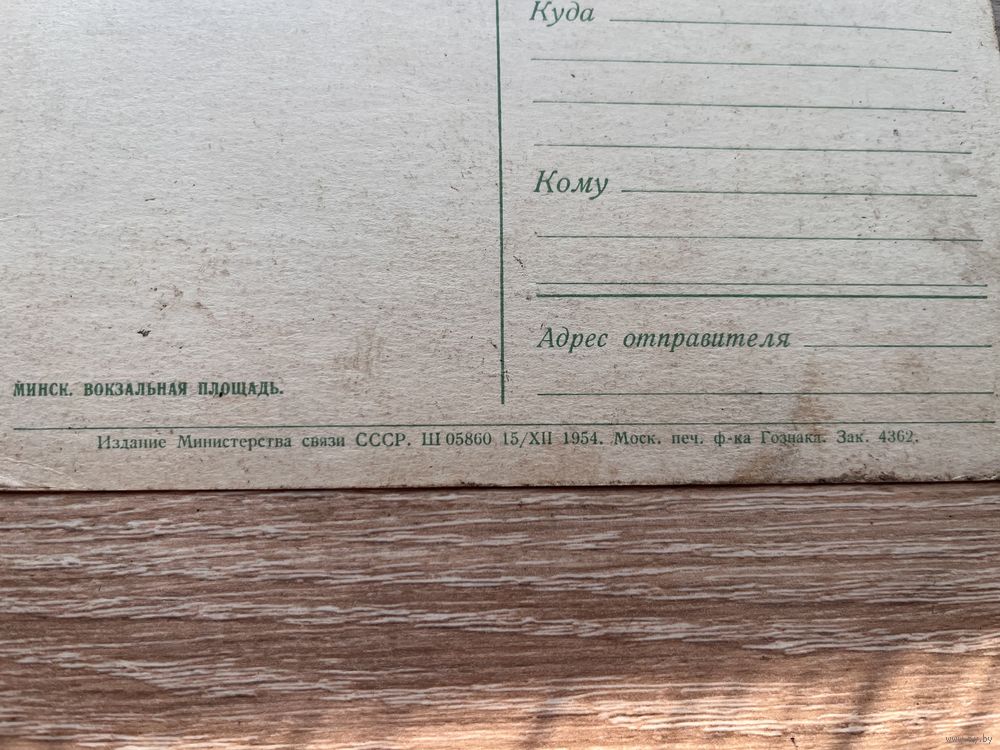 Куда
Кому
Адрес отправителя
МИНСК. ВОКЗАЛЬНАЯ ПЛОЩАДЬ.
Издание Министерства связи СССР. Ш 05860 15/XII 1954. Моск. печ. ф-ка Гознака. Зак. 4362.